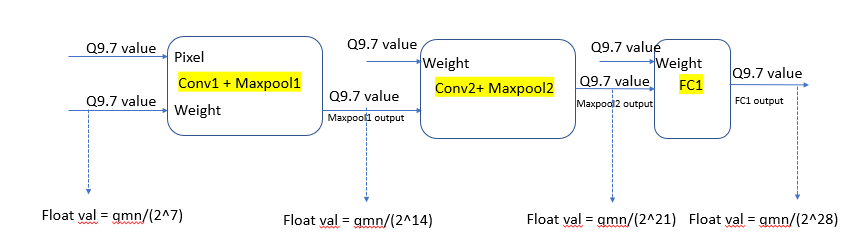 Q9.7 value
Pixel
Conv1 + Maxpool1
Q9.7 value
Weight
Q9.7 value
Maxpool1 output
Q9.7 value
Weight
Conv2+ Maxpool2
Q9.7 value
Maxpool2 output
Q9.7 value
Weight
FC1
Q9.7 value
FC1 output
Float val = qmn/(2^7)
Float val = qmn/(2^14)
Float val = qmn/(2^21)
Float val = qmn/(2^28)